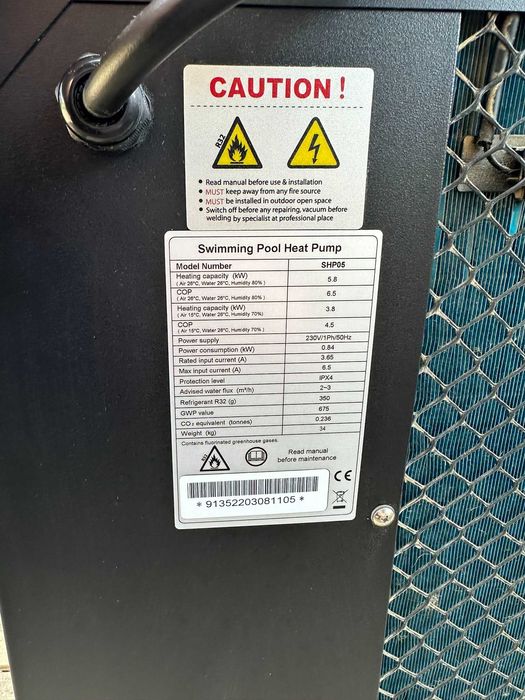 CAUTION !
R32
• Read manual before use & installation
• MUST keep away from any fire source
• MUST be installed in outdoor open space
• Switch off before any repairing, vacuum before
welding by specialist at professional place
Swimming Pool Heat Pump
Model Number SHP05
Heating capacity (kW) 5.8
( Air 26°C, Water 26°C, Humidity 80% )
COP 6.5
( Air 26°C, Water 26°C, Humidity 80% )
Heating capacity (kW) 3.8
( Air 15°C, Water 26°C, Humidity 70%)
COP 4.5
( Air 15°C, Water 26°C, Humidity 70% )
Power supply 230V/1Ph/50Hz
Power consumption (kW) 0.84
Rated input current (A) 3.65
Max input current (A) 6.5
Protection level IPX4
Advised water flux (m³/h) 2~3
Refrigerant R32 (g) 350
GWP value 675
CO₂ equivalent (tonnes) 0.236
Weight (kg) 34
Contains fluorinated greenhouse gases.
R32
Read manual
before maintenance
CE
* 91352203081105 *